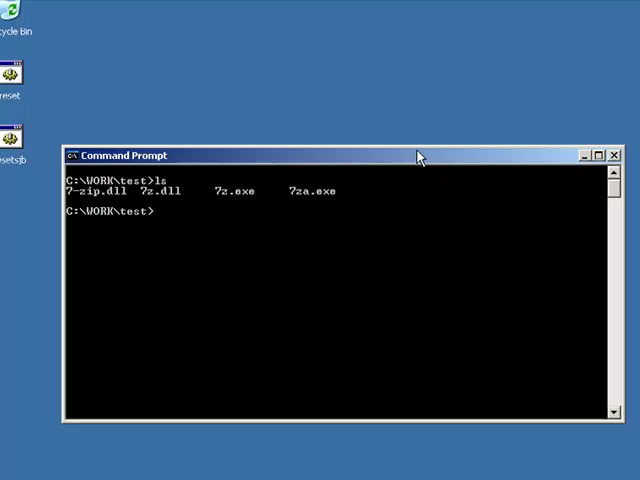 cycle Bin
reset
esetsjb
Command Prompt
C:\WORK\test>ls
7-zip.dll 7z.dll 7z.exe 7za.exe
C:\WORK\test>